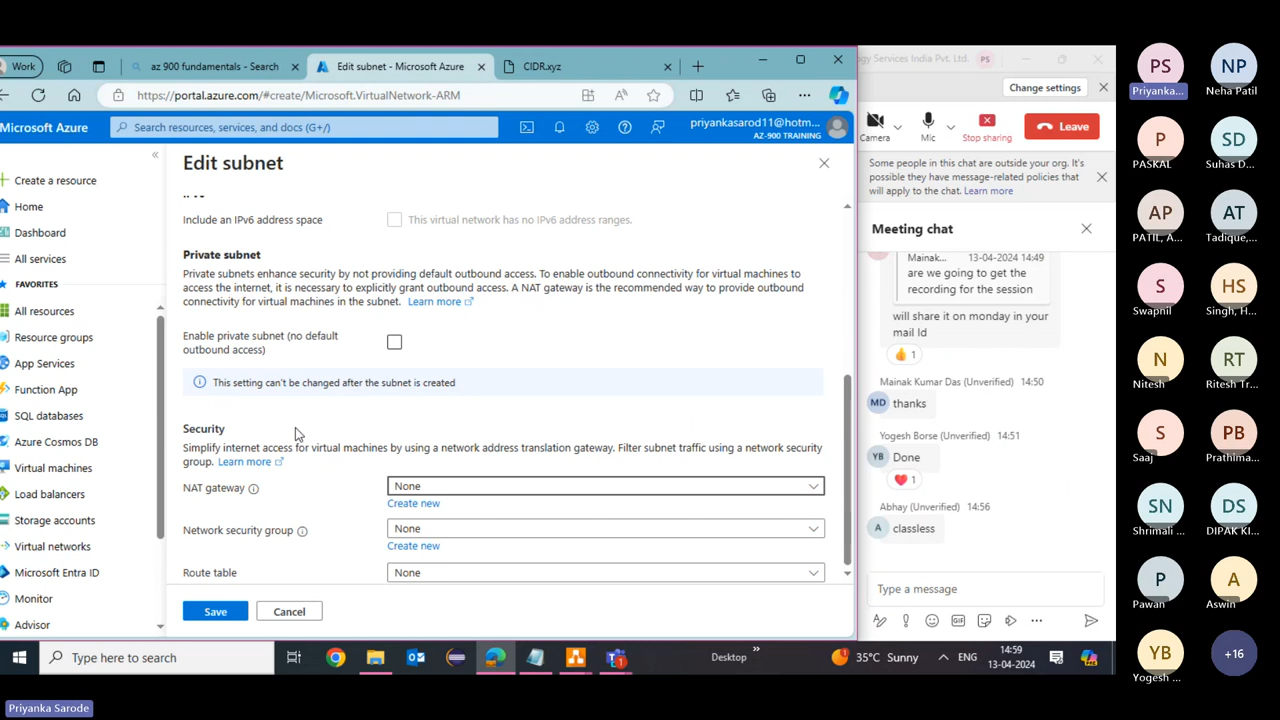 Work
az 900 fundamentals - Search
Edit subnet - Microsoft Azure
CIDR.xyz
https://portal.azure.com/#create/Microsoft.VirtualNetwork-ARM
Microsoft Azure
Search resources, services, and docs (G+/)
priyankasarod11@hotm...
AZ-900 TRAINING
Create a resource
Home
Dashboard
All services
FAVORITES
All resources
Resource groups
App Services
Function App
SQL databases
Azure Cosmos DB
Virtual machines
Load balancers
Storage accounts
Virtual networks
Microsoft Entra ID
Monitor
Advisor
Edit subnet
Include an IPv6 address space
This virtual network has no IPv6 address ranges.
Private subnet
Private subnets enhance security by not providing default outbound access. To enable outbound connectivity for virtual machines to
access the internet, it is necessary to explicitly grant outbound access. A NAT gateway is the recommended way to provide outbound
connectivity for virtual machines in the subnet. Learn more
Enable private subnet (no default
outbound access)
This setting can't be changed after the subnet is created
Security
Simplify internet access for virtual machines by using a network address translation gateway. Filter subnet traffic using a network security
group. Learn more
NAT gateway
None
Create new
Network security group
None
Create new
Route table
None
Save
Cancel
gy Services India Pvt. Ltd.
PS
Change settings
Camera
Mic
Stop sharing
Leave
Some people in this chat are outside your org. It's
possible they have message-related policies that
will apply to the chat. Learn more
Meeting chat
Mainak...
13-04-2024 14:49
are we going to get the
recording for the session
will share it on monday in your
mail Id
1
Mainak Kumar Das (Unverified) 14:50
MD
thanks
Yogesh Borse (Unverified) 14:51
YB
Done
1
Abhay (Unverified) 14:56
A
classless
Type a message
Type here to search
1
Desktop
35°C Sunny
ENG
14:59
13-04-2024
PS
Priyanka...
NP
Neha Patil
P
PASKAL
SD
Suhas D...
AP
PATIL, A...
AT
Tadique,...
S
Swapnil
HS
Singh, H...
N
Nitesh
RT
Ritesh Tr...
S
Saaj
PB
Prathima...
SN
Shrimali ...
DS
DIPAK KI...
P
Pawan
A
Aswin
YB
Yogesh ...
+16
Priyanka Sarode